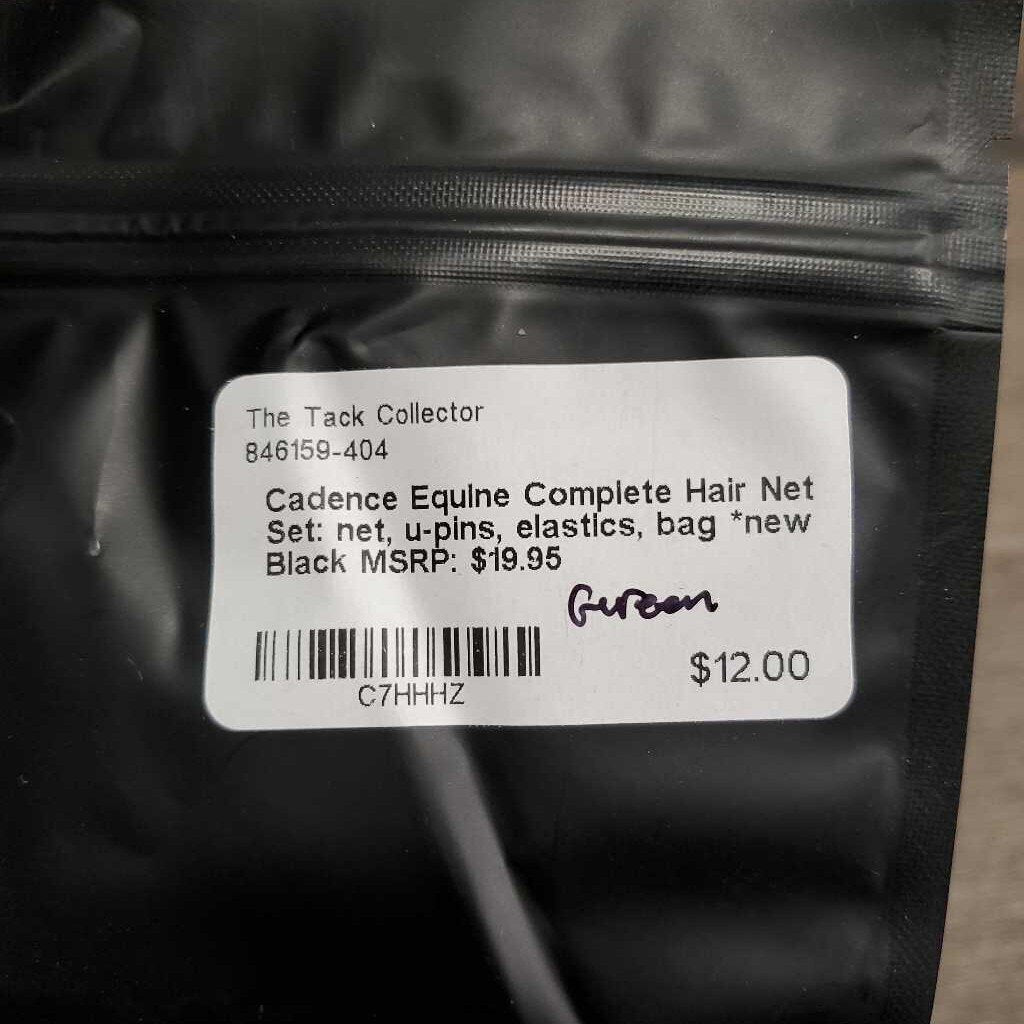 The Tack Collector
846159-404
Cadence Equine Complete Hair Net
Set: net, u-pins, elastics, bag *new
Black MSRP: $19.95
$12.00
C7HHHZ